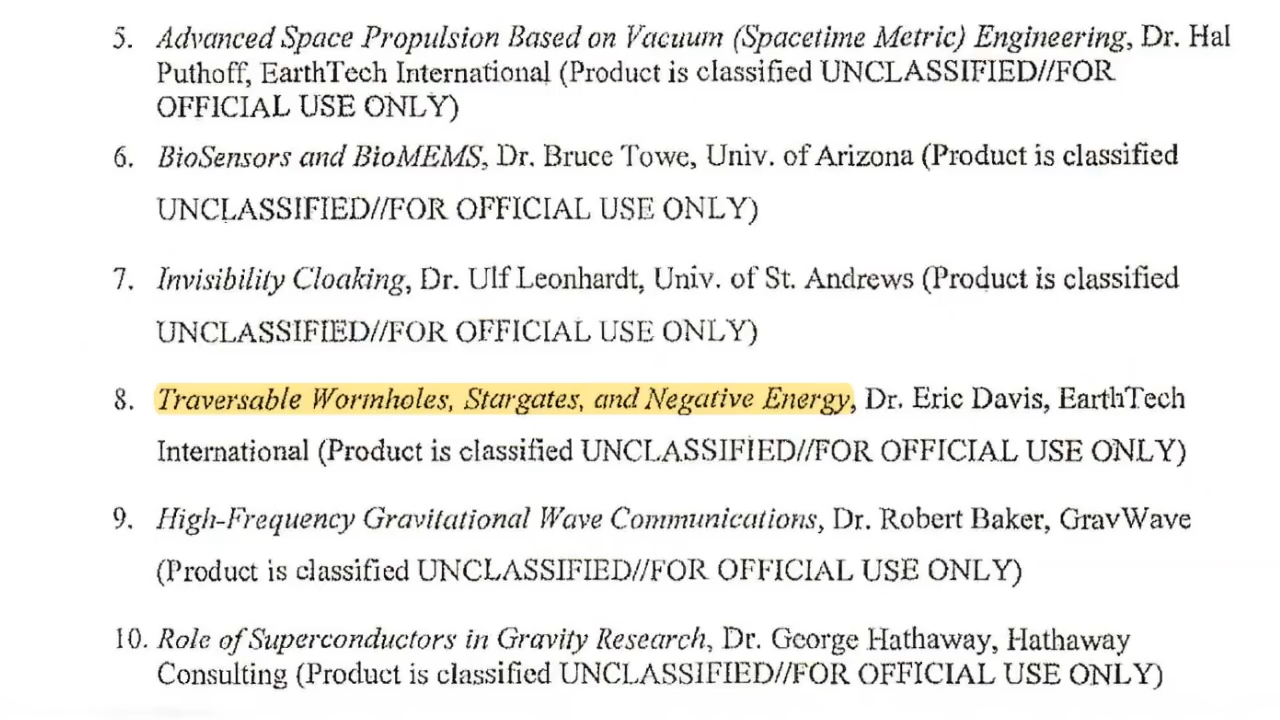 5. Advanced Space Propulsion Based on Vacuum (Spacetime Metric) Engineering, Dr. Hal
Puthoff, EarthTech International (Product is classified UNCLASSIFIED//FOR
OFFICIAL USE ONLY)
6. BioSensors and BioMEMS, Dr. Bruce Towe, Univ. of Arizona (Product is classified
UNCLASSIFIED//FOR OFFICIAL USE ONLY)
7. Invisibility Cloaking, Dr. Ulf Leonhardt, Univ. of St. Andrews (Product is classified
UNCLASSIFIED//FOR OFFICIAL USE ONLY)
8. Traversable Wormholes, Stargates, and Negative Energy, Dr. Eric Davis, EarthTech
International (Product is classified UNCLASSIFIED//FOR OFFICIAL USE ONLY)
9. High-Frequency Gravitational Wave Communications, Dr. Robert Baker, GravWave
(Product is classified UNCLASSIFIED//FOR OFFICIAL USE ONLY)
10. Role of Superconductors in Gravity Research, Dr. George Hathaway, Hathaway
Consulting (Product is classified UNCLASSIFIED//FOR OFFICIAL USE ONLY)